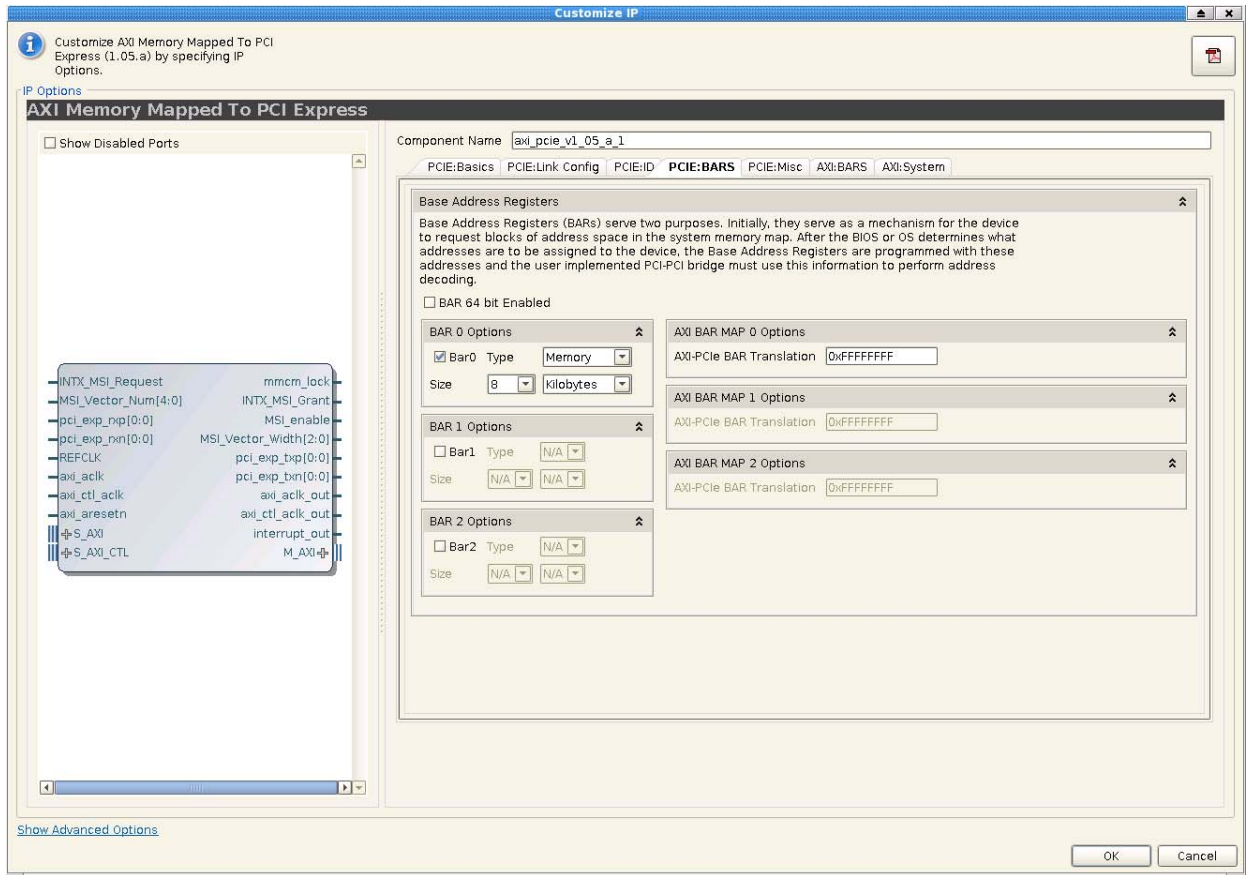 Customize IP
Customize AXI Memory Mapped To PCI
Express (1.05.a) by specifying IP
Options.
IP Options
AXI Memory Mapped To PCI Express
Show Disabled Ports
INTX_MSI_Request
MSI_Vector_Num[4:0]
pci_exp_rxp[0:0]
pci_exp_rxn[0:0]
REFCLK
axi_aclk
axi_ctl_aclk
axi_aresetn
S_AXI
S_AXI_CTL
mmcm_lock
INTX_MSI_Grant
MSI_enable
MSI_Vector_Width[2:0]
pci_exp_txp[0:0]
pci_exp_txn[0:0]
axi_aclk_out
axi_ctl_aclk_out
interrupt_out
M_AXI
Component Name axi_pcie_v1_05_a_1
PCIE:Basics PCIE:Link Config PCIE:ID PCIE:BARS PCIE:Misc AXI:BARS AXI:System
Base Address Registers
Base Address Registers (BARs) serve two purposes. Initially, they serve as a mechanism for the device
to request blocks of address space in the system memory map. After the BIOS or OS determines what
addresses are to be assigned to the device, the Base Address Registers are programmed with these
addresses and the user implemented PCI-PCI bridge must use this information to perform address
decoding.
BAR 64 bit Enabled
BAR 0 Options
Bar0 Type Memory
Size 8 Kilobytes
BAR 1 Options
Bar1 Type N/A
Size N/A N/A
BAR 2 Options
Bar2 Type N/A
Size N/A N/A
AXI BAR MAP 0 Options
AXI-PCIe BAR Translation 0xFFFFFFFF
AXI BAR MAP 1 Options
AXI-PCIe BAR Translation 0xFFFFFFFF
AXI BAR MAP 2 Options
AXI-PCIe BAR Translation 0xFFFFFFFF
Show Advanced Options
OK Cancel